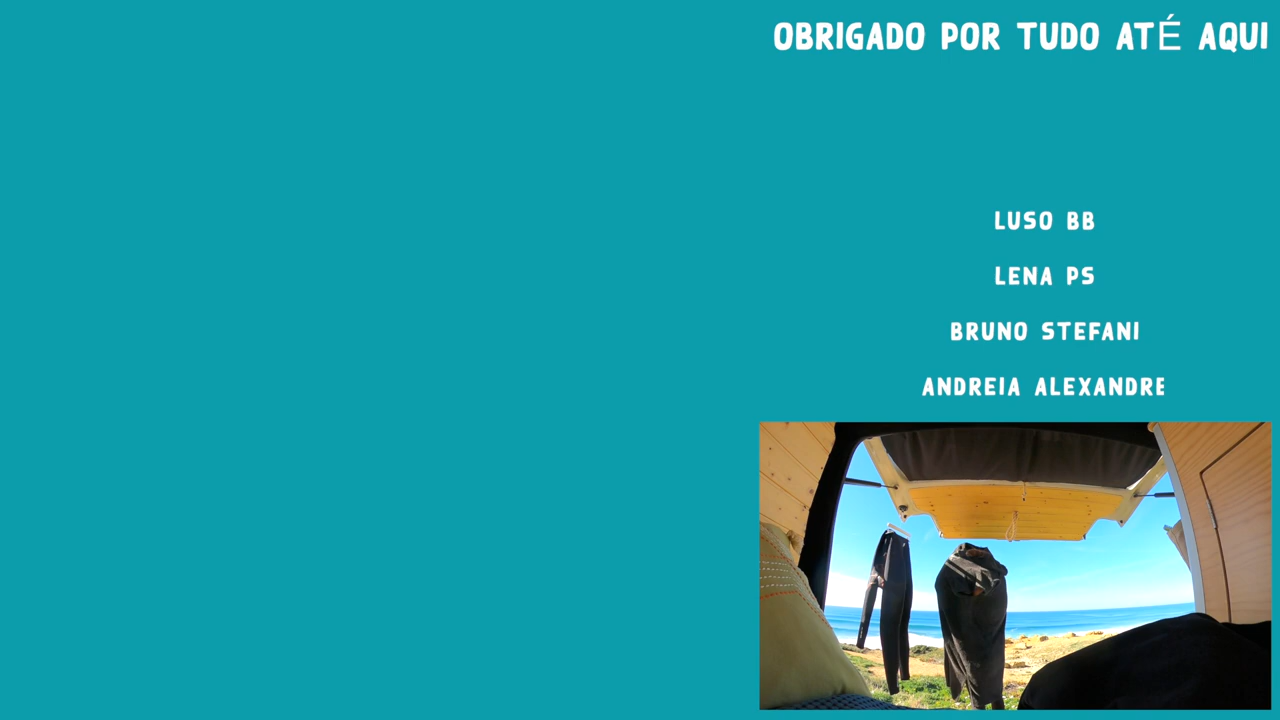 OBRIGADO POR TUDO ATÉ AQUI
LUSO BB
LENA PS
BRUNO STEFANI
ANDREIA ALEXANDRE